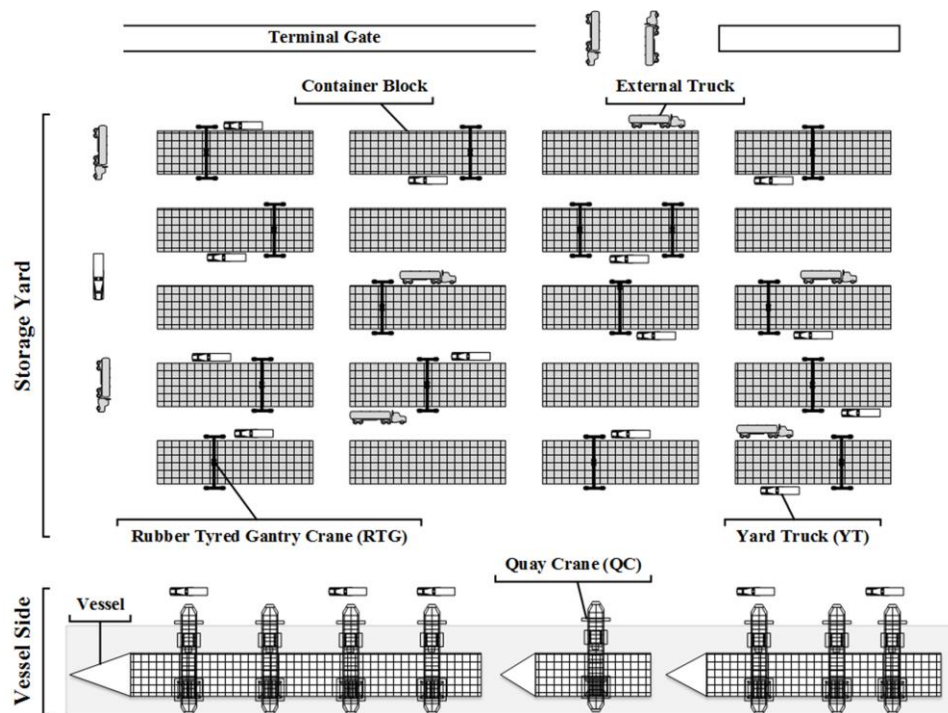 Terminal Gate
Container Block
External Truck
Storage Yard
Rubber Tyred Gantry Crane (RTG)
Yard Truck (YT)
Quay Crane (QC)
Vessel
Vessel Side